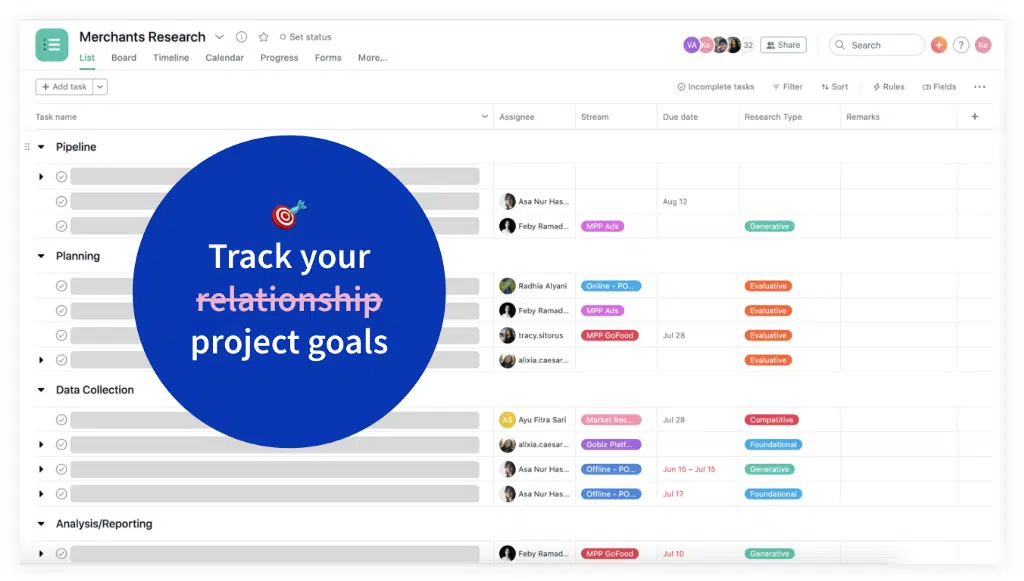 Merchants Research
Set status
VA Ke 32 Share Search + ? Ke
List Board Timeline Calendar Progress Forms More...
+ Add task
Incomplete tasks Filter Sort Rules Fields ...
Task name Assignee Stream Due date Research Type Remarks +
Pipeline
Asa Nur Has... Aug 12
Feby Ramad... MPP Ads Generative
Planning
Radhia Alyani Online - PO... Evaluative
Feby Ramad... MPP Ads Evaluative
tracy.sitorus MPP GoFood Jul 28 Evaluative
alixia.caesar... Evaluative
Data Collection
AS Ayu Fitra Sari Market Res... Jul 28 Competitive
alixia.caesar... Gobiz Platf... Foundational
Asa Nur Has... Offline - PO... Jun 15 – Jul 15 Generative
Asa Nur Has... Offline - PO... Jul 17 Foundational
Analysis/Reporting
Feby Ramad... MPP GoFood Jul 10 Generative
Track your
relationship
project goals